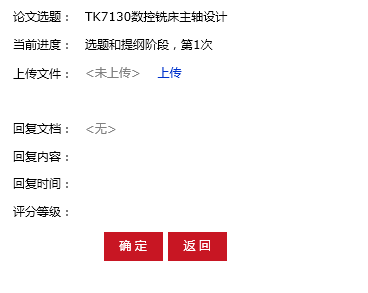 论文选题： TK7130数控铣床主轴设计
当前进度： 选题和提纲阶段，第1次
上传文件： <未上传> 上传
回复文档： <无>
回复内容：
回复时间：
评分等级：
确 定 返 回